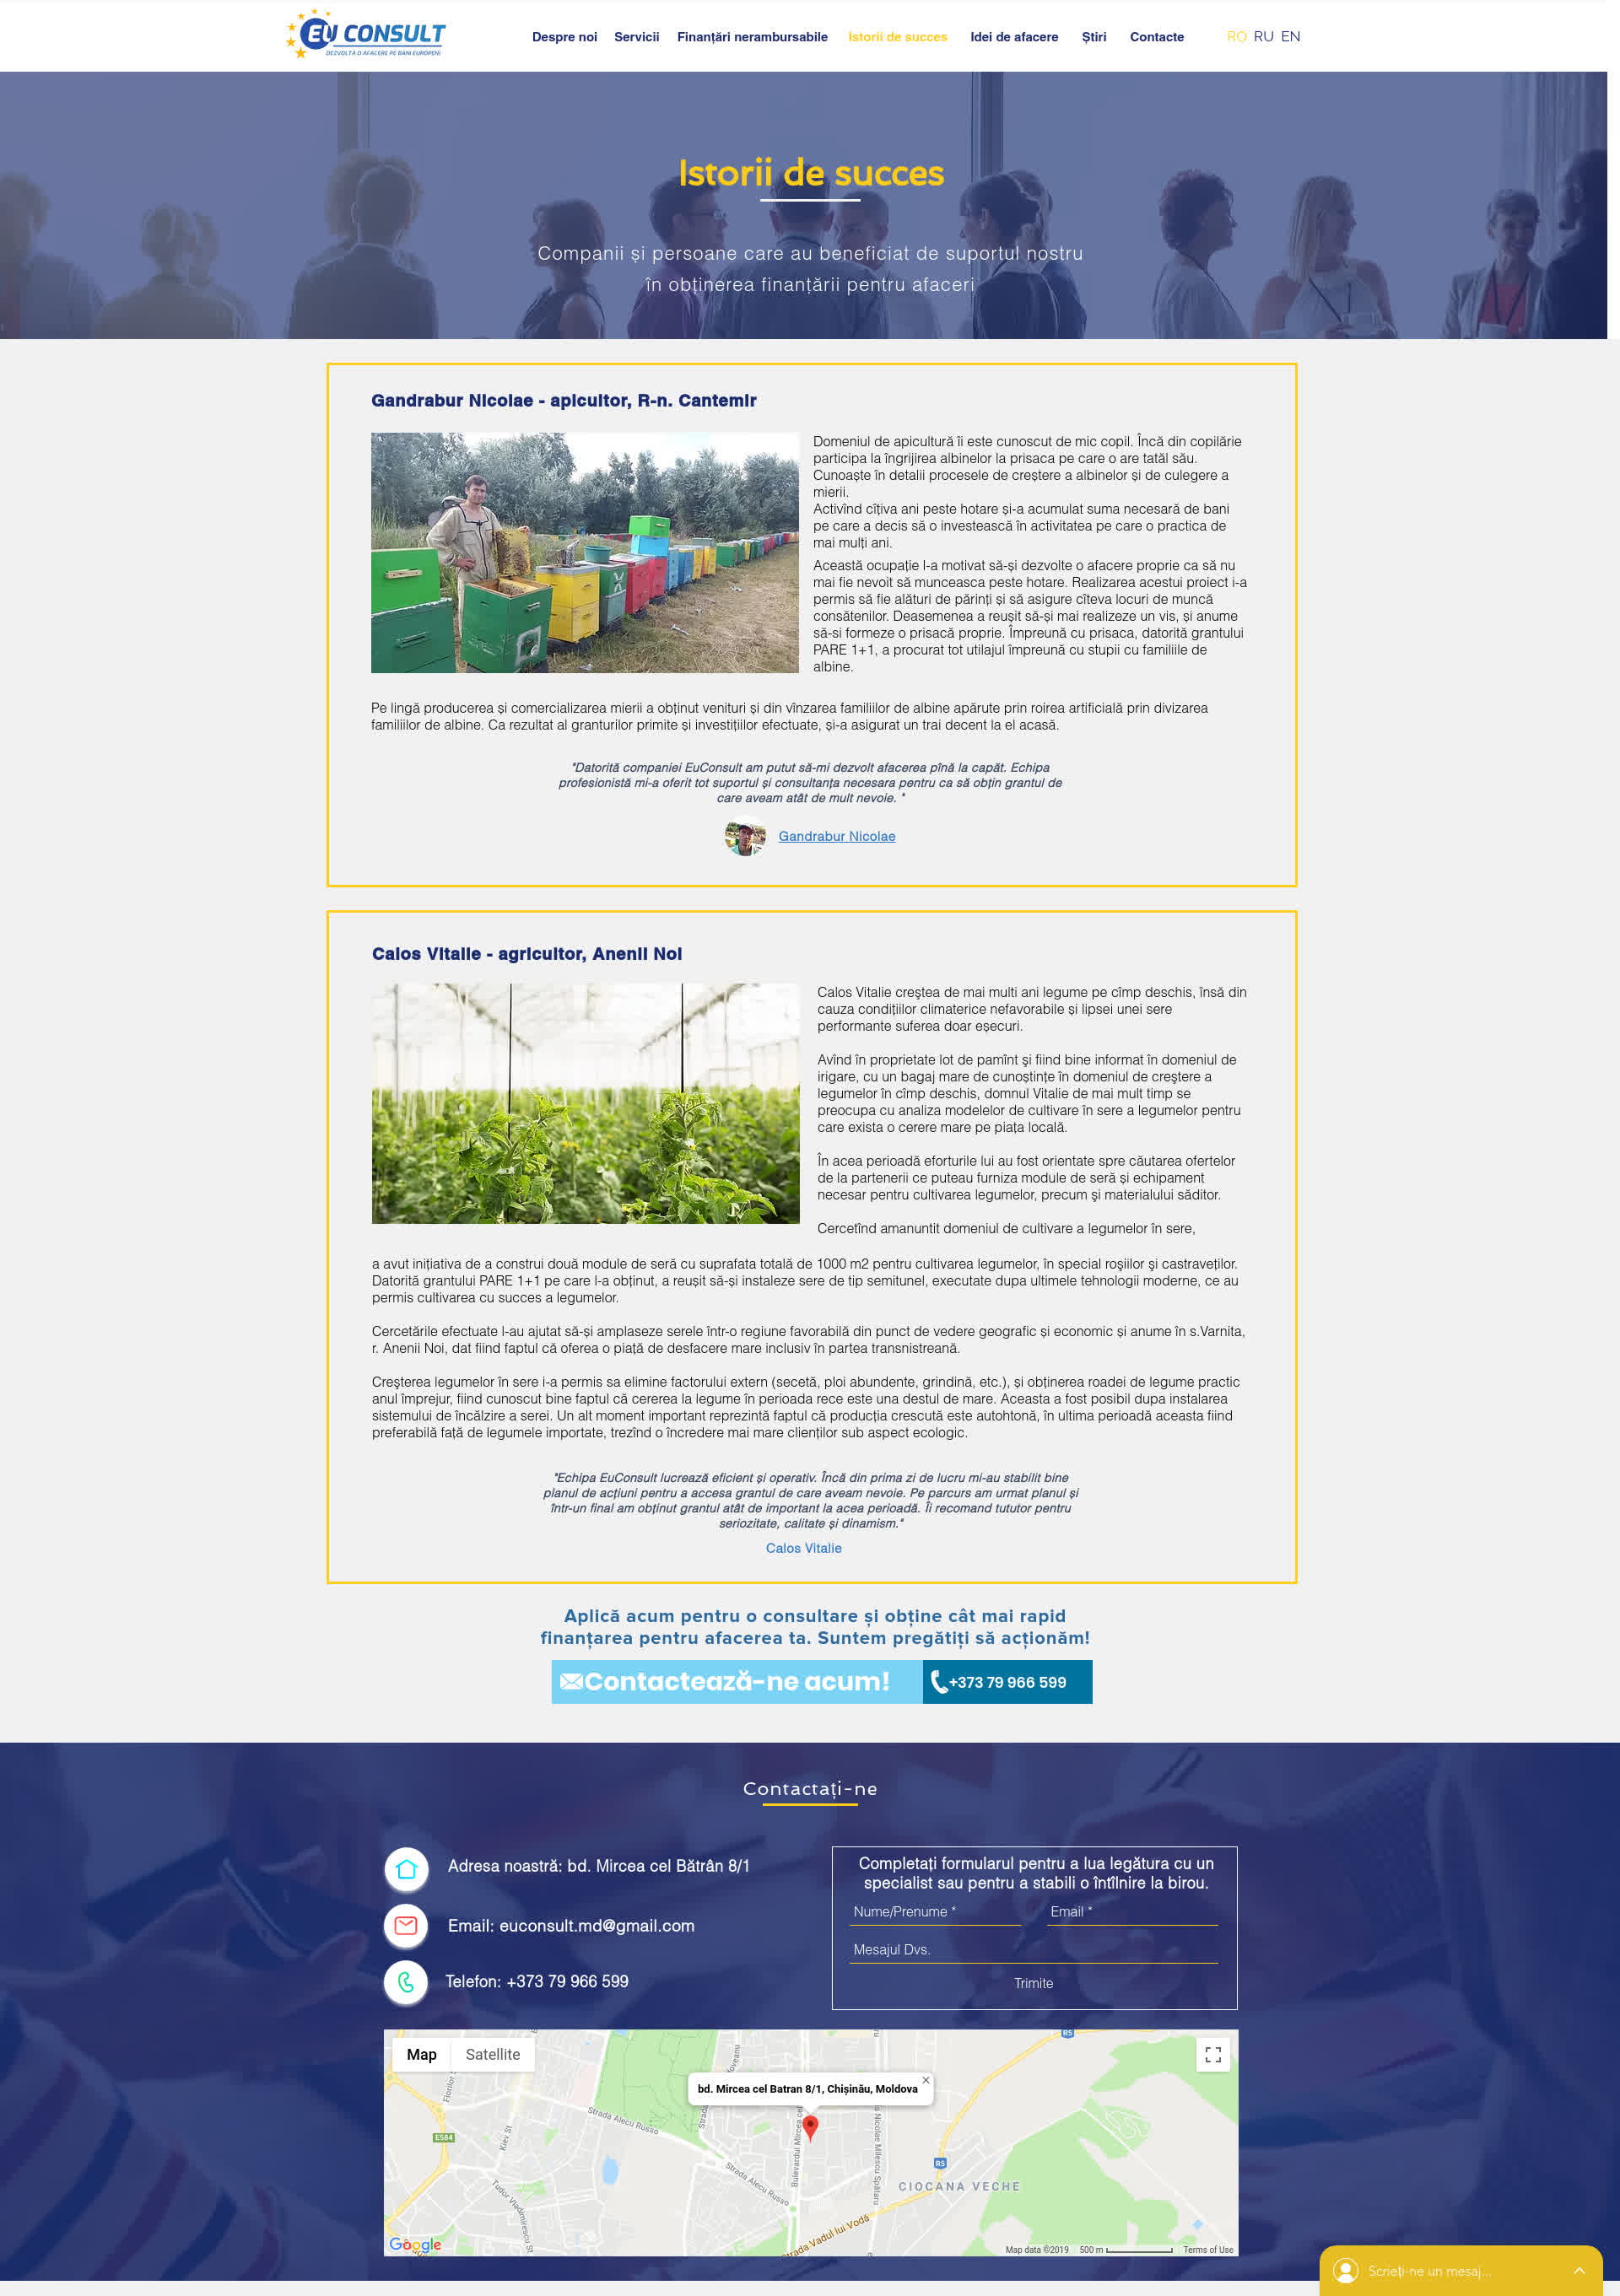 EU CONSULT
DEZVOLTĂ O AFACERE PE BANI EUROPENI
Despre noi Servicii Finanțări nerambursabile Istorii de succes Idei de afacere Știri Contacte RO RU EN
Istorii de succes
Companii și persoane care au beneficiat de suportul nostru
în obținerea finanțării pentru afaceri
Gandrabur Nicolae - apicultor, R-n. Cantemir
Domeniul de apicultură îi este cunoscut de mic copil. Încă din copilărie
participa la îngrijirea albinelor la prisaca pe care o are tatăl său.
Cunoaște în detalii procesele de creștere a albinelor și de culegere a
mierii.
Activînd cîțiva ani peste hotare și-a acumulat suma necesară de bani
pe care a decis să o investească în activitatea pe care o practica de
mai mulți ani.
Această ocupație l-a motivat să-și dezvolte o afacere proprie ca să nu
mai fie nevoit să munceasca peste hotare. Realizarea acestui proiect i-a
permis să fie alături de părinți și să asigure cîteva locuri de muncă
consătenilor. Deasemenea a reușit să-și mai realizeze un vis, și anume
să-si formeze o prisacă proprie. Împreună cu prisaca, datorită grantului
PARE 1+1, a procurat tot utilajul împreună cu stupii cu familiile de
albine.
Pe lingă producerea și comercializarea mierii a obținut venituri și din vînzarea familiilor de albine apărute prin roirea artificială prin divizarea
familiilor de albine. Ca rezultat al granturilor primite și investițiilor efectuate, și-a asigurat un trai decent la el acasă.
"Datorită companiei EuConsult am putut să-mi dezvolt afacerea pînă la capăt. Echipa
profesionistă mi-a oferit tot suportul și consultanța necesara pentru ca să obțin grantul de
care aveam atât de mult nevoie. "
Gandrabur Nicolae
Calos Vitalie - agricultor, Anenii Noi
Calos Vitalie creștea de mai multi ani legume pe cîmp deschis, însă din
cauza condițiilor climaterice nefavorabile și lipsei unei sere
performante suferea doar eșecuri.
Avînd în proprietate lot de pamînt şi fiind bine informat în domeniul de
irigare, cu un bagaj mare de cunoștințe în domeniul de creştere a
legumelor în cîmp deschis, domnul Vitalie de mai mult timp se
preocupa cu analiza modelelor de cultivare în sere a legumelor pentru
care exista o cerere mare pe piața locală.
În acea perioadă eforturile lui au fost orientate spre căutarea ofertelor
de la partenerii ce puteau furniza module de seră și echipament
necesar pentru cultivarea legumelor, precum şi materialului săditor.
Cercetînd amanuntit domeniul de cultivare a legumelor în sere,
a avut inițiativa de a construi două module de seră cu suprafata totală de 1000 m2 pentru cultivarea legumelor, în special roşiilor şi castraveților.
Datorită grantului PARE 1+1 pe care l-a obținut, a reușit să-și instaleze sere de tip semitunel, executate dupa ultimele tehnologii moderne, ce au
permis cultivarea cu succes a legumelor.
Cercetările efectuate l-au ajutat să-și amplaseze serele într-o regiune favorabilă din punct de vedere geografic și economic și anume în s.Varnita,
r. Anenii Noi, dat fiind faptul că oferea o piață de desfacere mare inclusiv în partea transnistreană.
Creşterea legumelor în sere i-a permis sa elimine factorului extern (secetă, ploi abundente, grindină, etc.), și obținerea roadei de legume practic
anul împrejur, fiind cunoscut bine faptul că cererea la legume în perioada rece este una destul de mare. Aceasta a fost posibil dupa instalarea
sistemului de încălzire a serei. Un alt moment important reprezintă faptul că producția crescută este autohtonă, în ultima perioadă aceasta fiind
preferabilă față de legumele importate, trezînd o încredere mai mare clienților sub aspect ecologic.
"Echipa EuConsult lucrează eficient și operativ. Încă din prima zi de lucru mi-au stabilit bine
planul de acțiuni pentru a accesa grantul de care aveam nevoie. Pe parcurs am urmat planul și
într-un final am obținut grantul atât de important la acea perioadă. Îi recomand tututor pentru
seriozitate, calitate și dinamism."
Calos Vitalie
Aplică acum pentru o consultare și obține cât mai rapid
finanțarea pentru afacerea ta. Suntem pregătiți să acționăm!
Contactează-ne acum! +373 79 966 599
Contactați-ne
Adresa noastră: bd. Mircea cel Bătrân 8/1
Email: euconsult.md@gmail.com
Telefon: +373 79 966 599
Completați formularul pentru a lua legătura cu un
specialist sau pentru a stabili o întîlnire la birou.
Nume/Prenume * Email *
Mesajul Dvs.
Trimite
Map Satellite
bd. Mircea cel Batran 8/1, Chișinău, Moldova
R5
Strada Alecu Russo
E584
Kiev St
Strada Alecu Russo
Tudor Vladimirescu St
Nicolae Milescu Spătaru
R5
CIOCANA VECHE
Strada Vadul lui Vodă
Google
Map data ©2019 500 m Terms of Use
Scrieți-ne un mesaj...